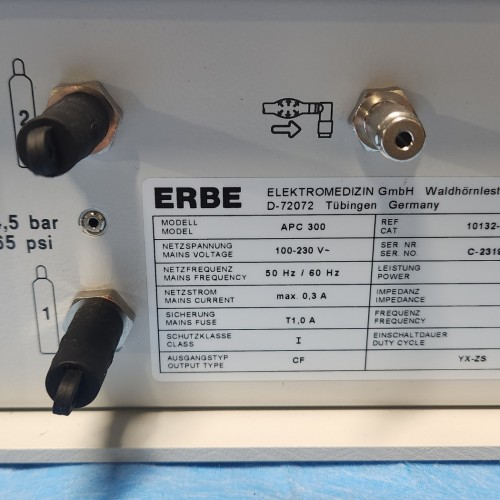 2
4,5 bar
65 psi
1
ERBE
ELEKTROMEDIZIN GmbH
D-72072 Tübingen Germany
MODELL
MODEL
APC 300
REF
CAT.
10132-
NETZSPANNUNG
MAINS VOLTAGE
100-230 V~
SER NR.
SER. NO.
C-2319
NETZFREQUENZ
MAINS FREQUENCY
50 Hz / 60 Hz
LEISTUNG
POWER
NETZSTROM
MAINS CURRENT
max. 0,3 A
IMPEDANZ
IMPEDANCE
SICHERUNG
MAINS FUSE
T1,0 A
FREQUENZ
FREQUENCY
SCHUTZKLASSE
CLASS
I
EINSCHALTDAUER
DUTY CYCLE
AUSGANGSTYP
OUTPUT TYPE
CF
YX-ZS